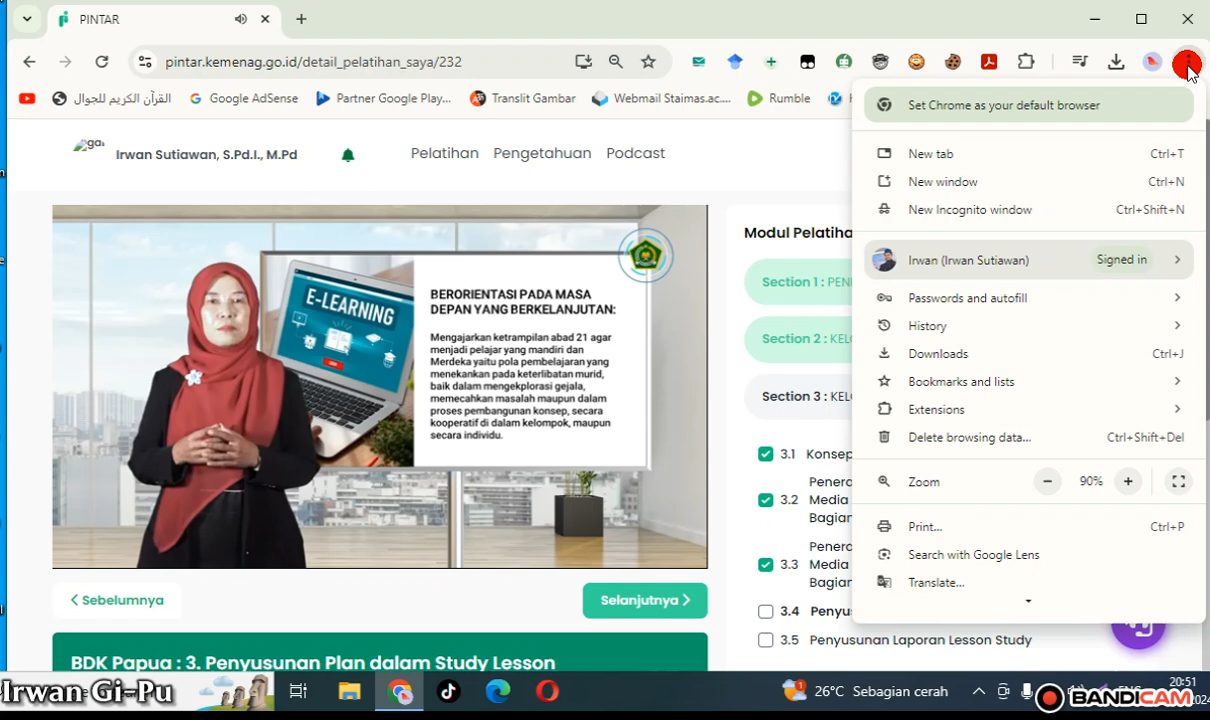 PINTAR
pintar.kemenag.go.id/detail_pelatihan_saya/232
القرآن الكريم للجوال
Google AdSense
Partner Google Play...
Translit Gambar
Webmail Staimas.ac....
Rumble
Irwan Sutiawan, S.Pd.I., M.Pd
Pelatihan
Pengetahuan
Podcast
E-LEARNING
BERORIENTASI PADA MASA
DEPAN YANG BERKELANJUTAN:
Mengajarkan ketrampilan abad 21 agar
menjadi pelajar yang mandiri dan
Merdeka yaitu pola pembelajaran yang
menekankan pada keterlibatan murid,
baik dalam mengekplorasi gejala,
memecahkan masalah maupun dalam
proses pembangunan konsep, secara
kooperatif di dalam kelompok, maupun
secara individu.
Sebelumnya
Selanjutnya
BDK Papua : 3. Penyusunan Plan dalam Study Lesson
Modul Pelatiha
Section 1 : PEN
Section 2 : KEL
Section 3 : KEL
3.1 Konsep
3.2
Penera
Media
Bagian
3.3
Penera
Media
Bagian
3.4 Penyu
3.5 Penyusunan Laporan Lesson Study
Set Chrome as your default browser
New tab Ctrl+T
New window Ctrl+N
New Incognito window Ctrl+Shift+N
Irwan (Irwan Sutiawan) Signed in
Passwords and autofill
History
Downloads Ctrl+J
Bookmarks and lists
Extensions
Delete browsing data... Ctrl+Shift+Del
Zoom 90%
Print... Ctrl+P
Search with Google Lens
Translate...
Irwan Gi-Pu
26°C Sebagian cerah
20:51
BANDICAM